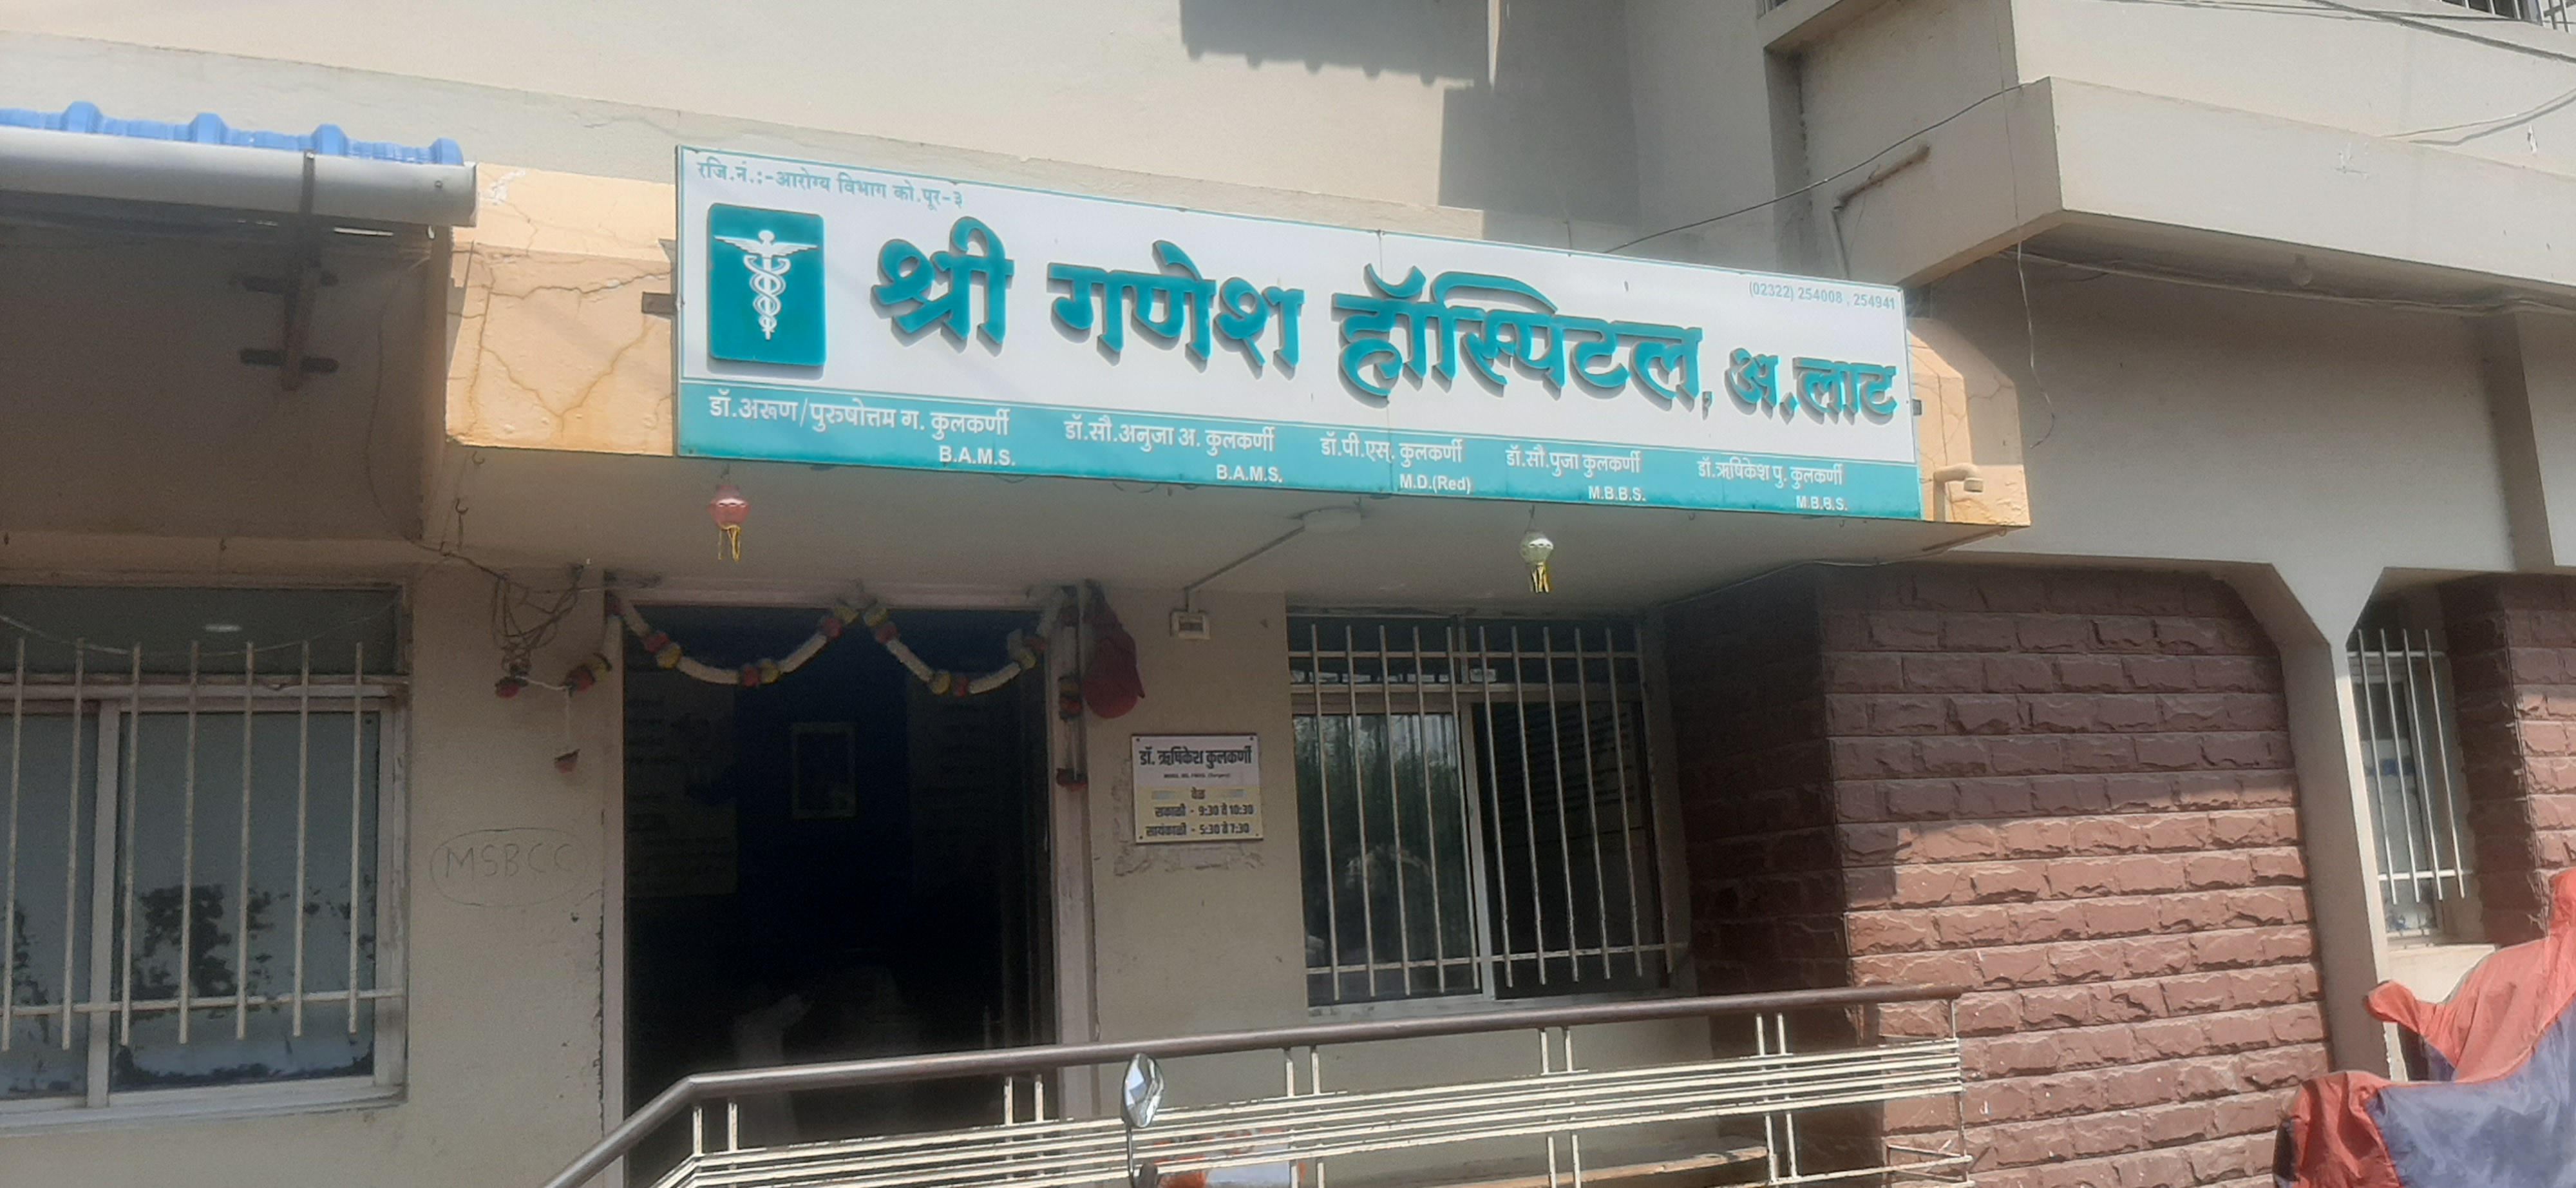 रजि.नं.:-आरोग्य विभाग को.पूर-३
(02322) 254008 , 254941
श्री गणेश हॉस्पिटल, अ.लाट
डॉ.अरूण/पुरुषोत्तम ग. कुलकर्णी
B.A.M.S.
डॉ.सौ.अनुजा अ. कुलकर्णी
B.A.M.S.
डॉ.पी.एस्. कुलकर्णी
M.D.(Red)
डॉ.सौ.पुजा कुलकर्णी
M.B.B.S.
डॉ.ऋषिकेश पु. कुलकर्णी
M.B.B.S.
डॉ. ऋषिकेश कुलकर्णी
वेळ
सकाळी - 9:30 ते 10:30
सायंकाळी - 5:30 ते 7:30
MSBCC